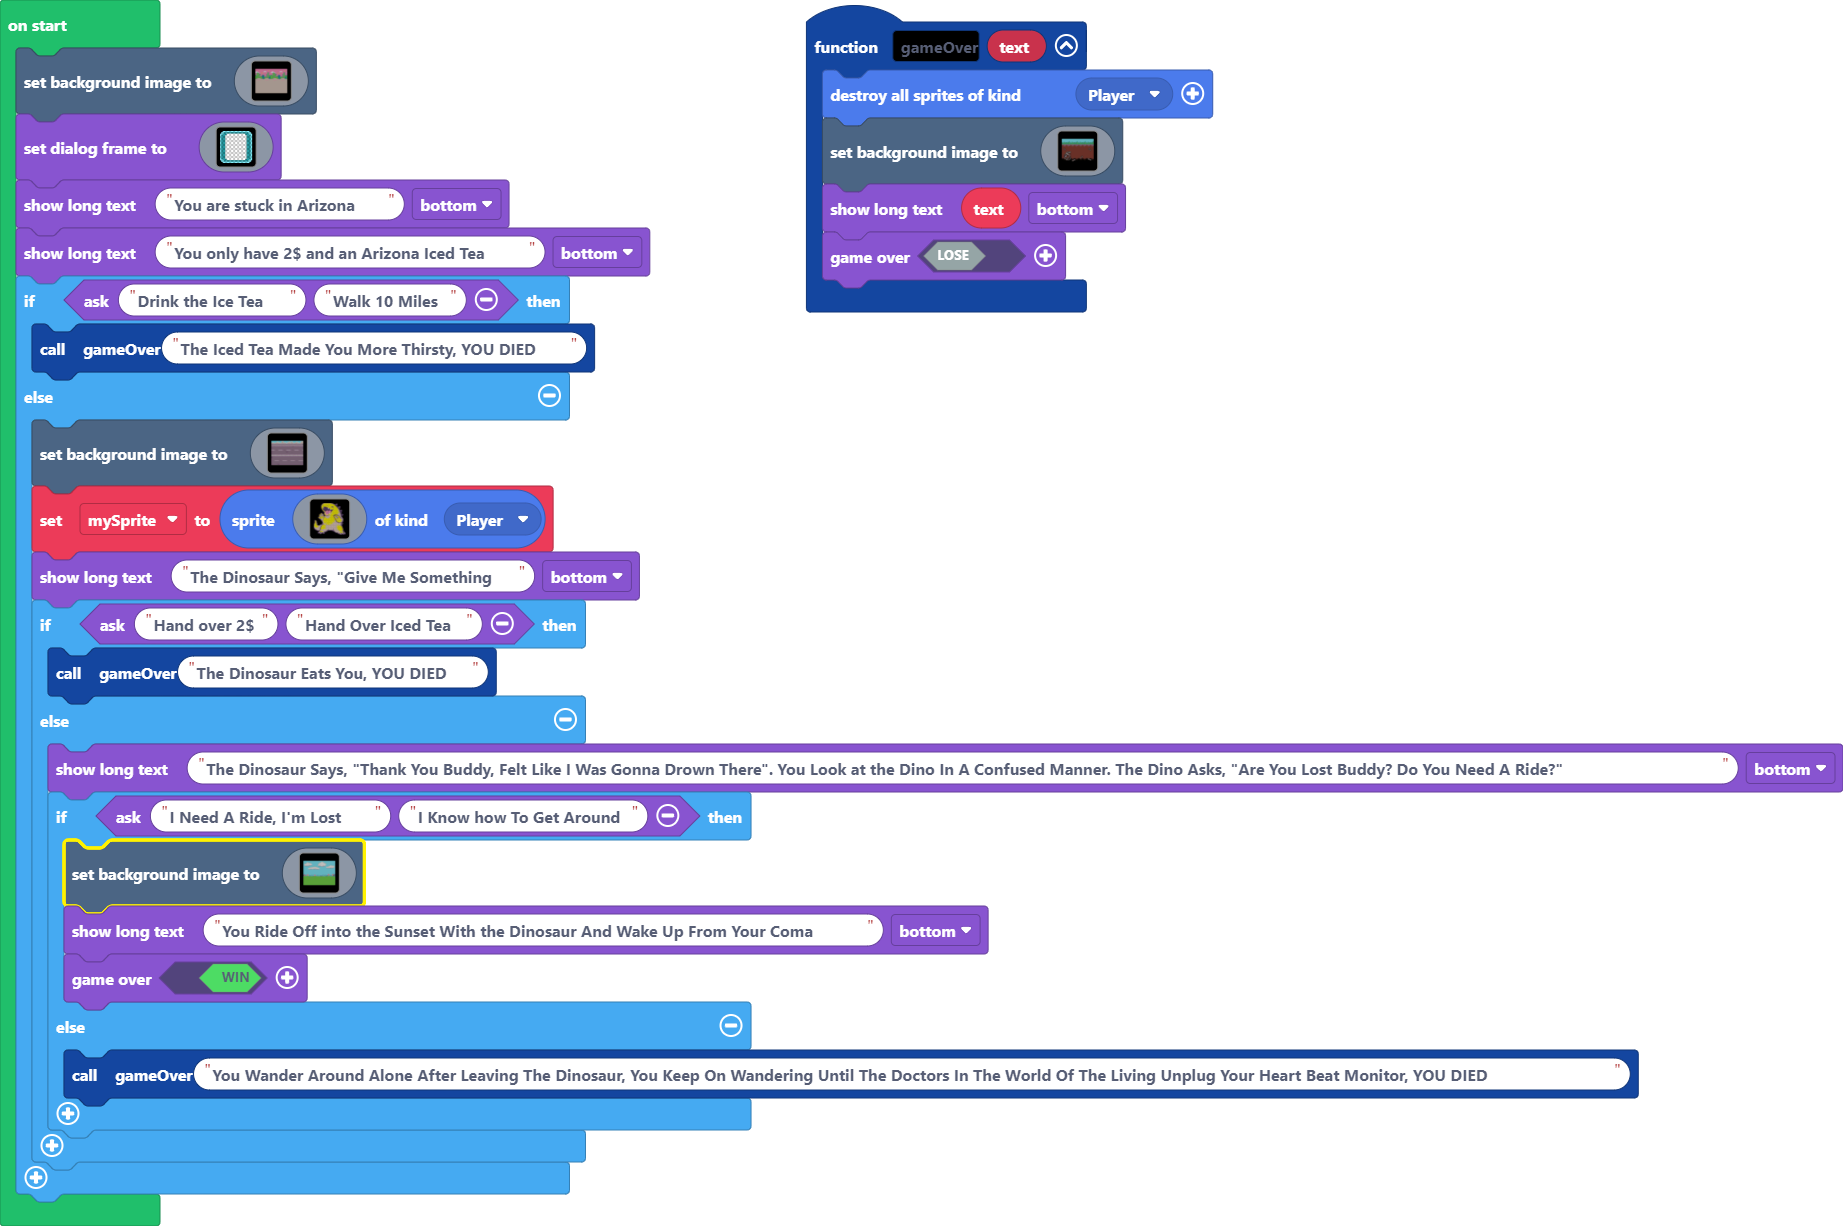 on start
set background image to
set dialog frame to
show long text "You are stuck in Arizona" bottom
show long text "You only have 2$ and an Arizona Iced Tea" bottom
if ask "Drink the Ice Tea" "Walk 10 Miles" then
call gameOver "The Iced Tea Made You More Thirsty, YOU DIED"
else
set background image to
set mySprite to sprite of kind Player
show long text "The Dinosaur Says, "Give Me Something" bottom
if ask "Hand over 2$" "Hand Over Iced Tea" then
call gameOver "The Dinosaur Eats You, YOU DIED"
else
show long text "The Dinosaur Says, "Thank You Buddy, Felt Like I Was Gonna Drown There". You Look at the Dino In A Confused Manner. The Dino Asks, "Are You Lost Buddy? Do You Need A Ride?"" bottom
if ask "I Need A Ride, I'm Lost" "I Know how To Get Around" then
set background image to
show long text "You Ride Off into the Sunset With the Dinosaur And Wake Up From Your Coma" bottom
game over WIN
else
call gameOver "You Wander Around Alone After Leaving The Dinosaur, You Keep On Wandering Until The Doctors In The World Of The Living Unplug Your Heart Beat Monitor, YOU DIED"
function gameOver text
destroy all sprites of kind Player
set background image to
show long text text bottom
game over LOSE